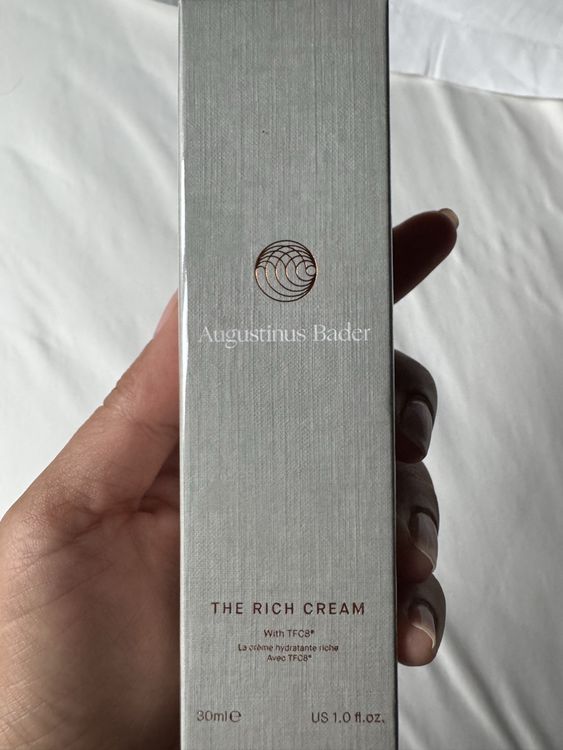 Augustinus Bader
THE RICH CREAM
With TFC8®
La crème hydratante riche
Avec TFC8®
30ml℮ US 1.0 fl.oz.